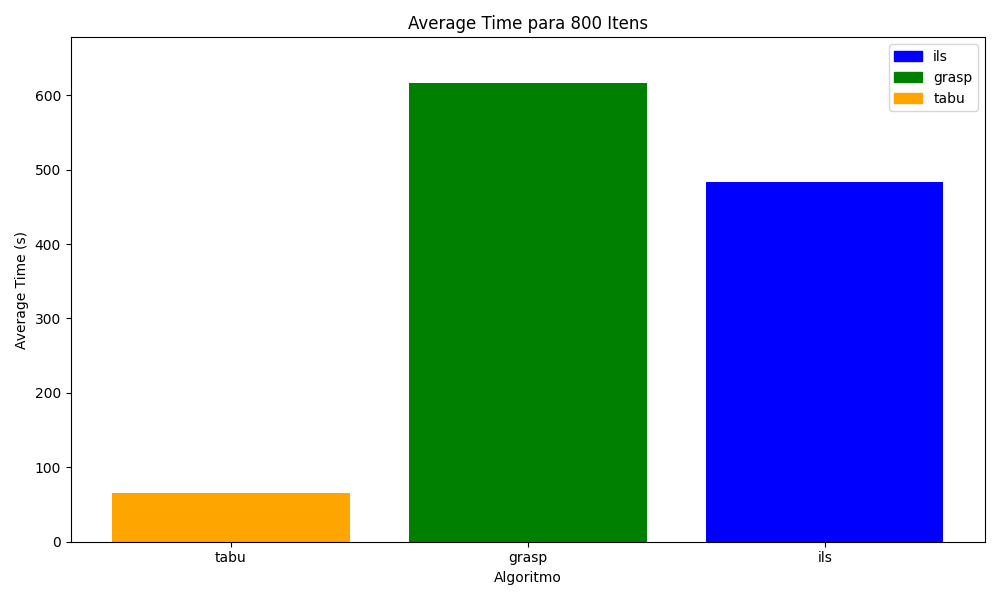 Average Time para 800 Itens
ils
grasp
tabu
Average Time (s)
600
500
400
300
200
100
0
tabu
grasp
ils
Algoritmo